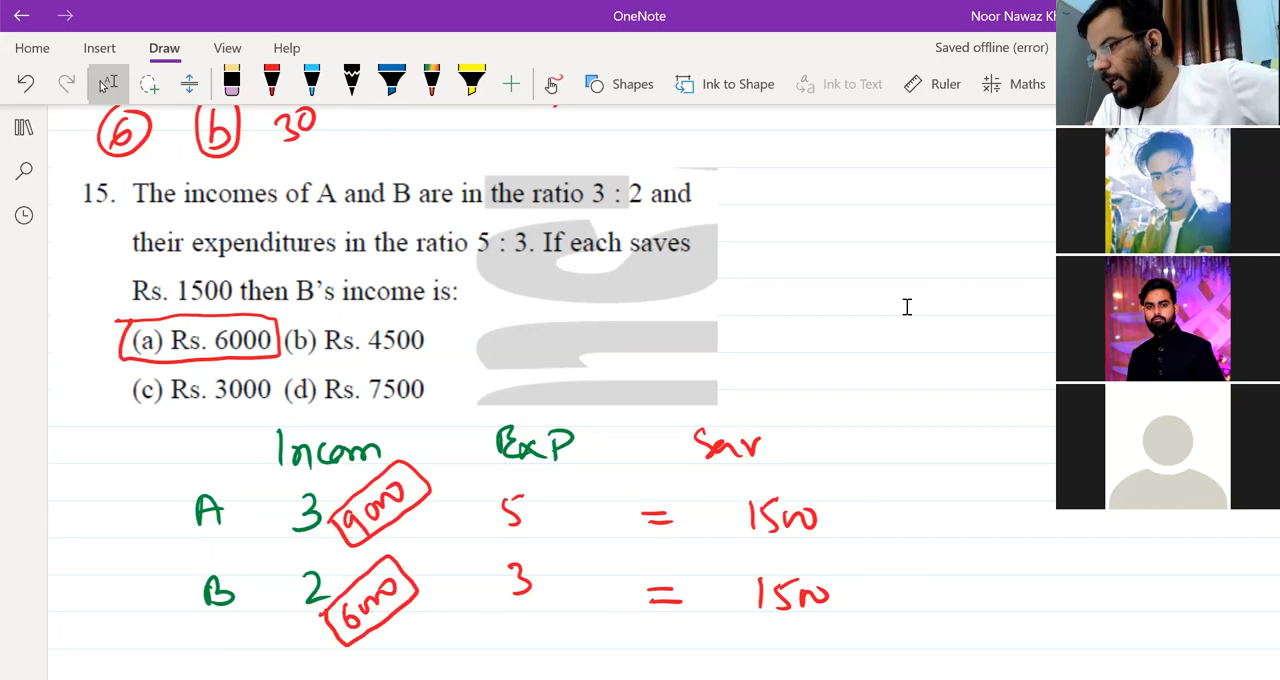 OneNote
Noor Nawaz Kh
Home Insert Draw View Help
Saved offline (error)
Shapes Ink to Shape Ink to Text Ruler Maths
6 b 30
15. The incomes of A and B are in the ratio 3 : 2 and
their expenditures in the ratio 5 : 3. If each saves
Rs. 1500 then B's income is:
(a) Rs. 6000 (b) Rs. 4500
(c) Rs. 3000 (d) Rs. 7500
Incom Exp Sav
A 3 9000 5 = 1500
B 2 6000 3 = 1500